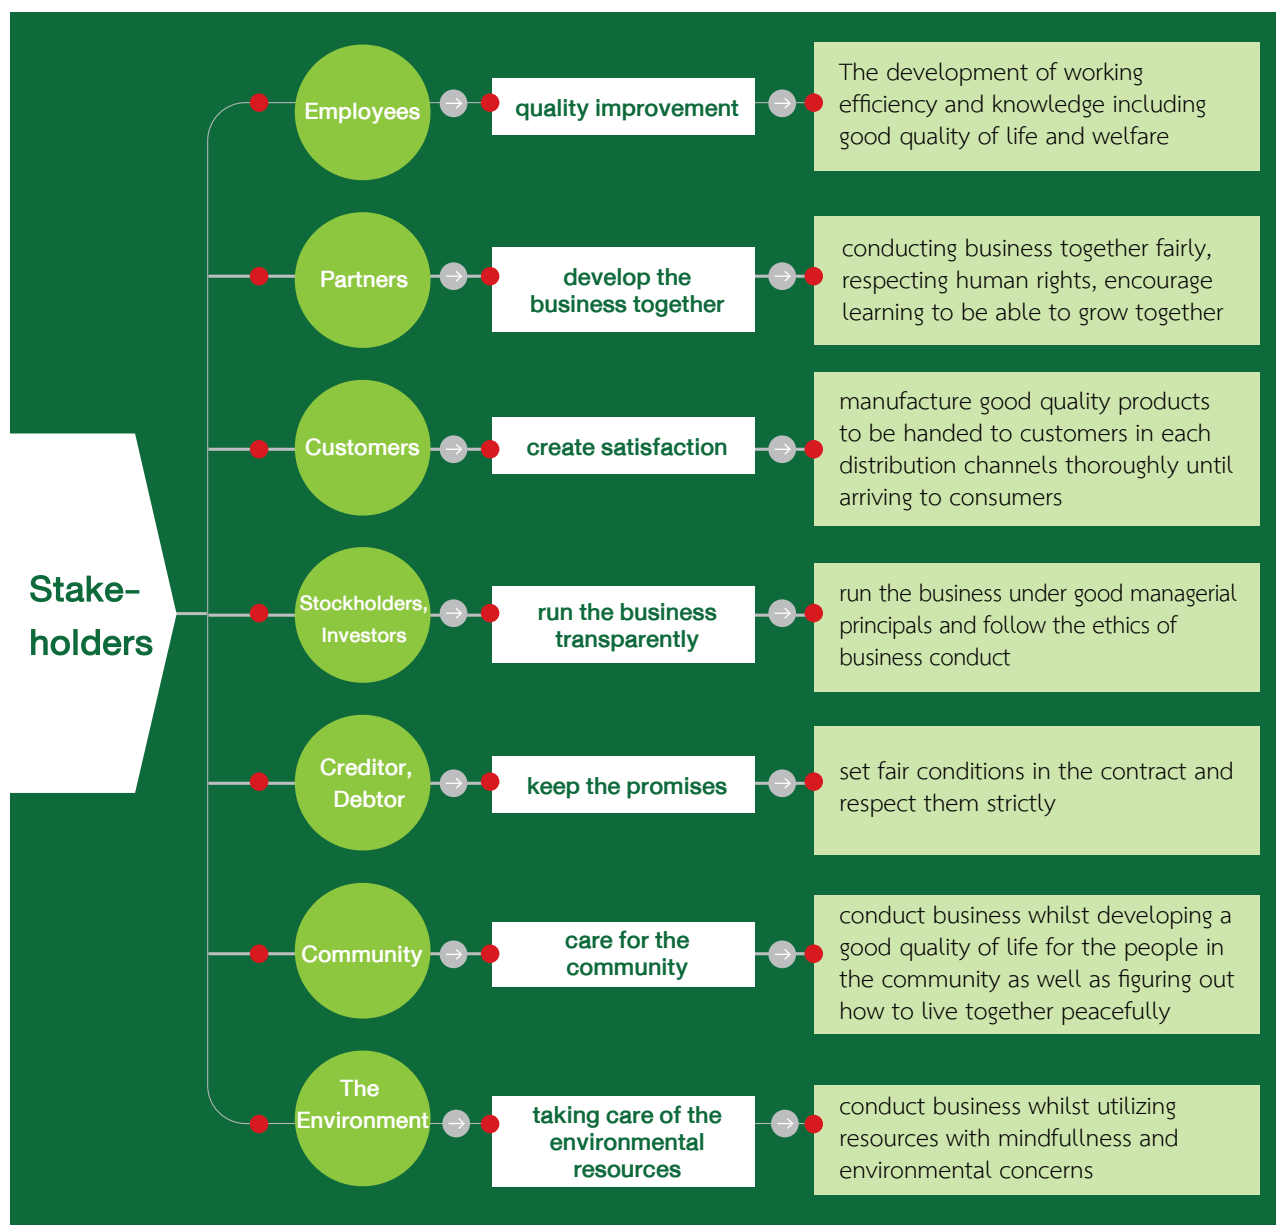 Stake-
holders
Employees
quality improvement
The development of working
efficiency and knowledge including
good quality of life and welfare
Partners
develop the
business together
conducting business together fairly,
respecting human rights, encourage
learning to be able to grow together
Customers
create satisfaction
manufacture good quality products
to be handed to customers in each
distribution channels thoroughly until
arriving to consumers
Stockholders,
Investors
run the business
transparently
run the business under good managerial
principals and follow the ethics of
business conduct
Creditor,
Debtor
keep the promises
set fair conditions in the contract and
respect them strictly
Community
care for the
community
conduct business whilst developing a
good quality of life for the people in
the community as well as figuring out
how to live together peacefully
The
Environment
taking care of the
environmental
resources
conduct business whilst utilizing
resources with mindfullness and
environmental concerns